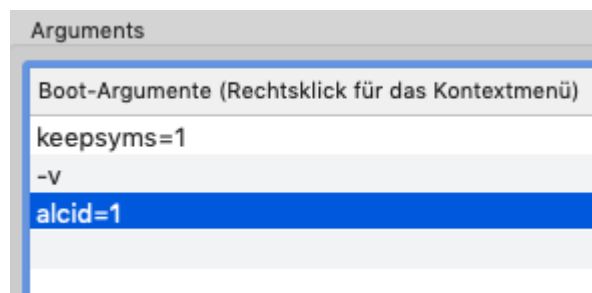 Arguments
Boot-Argumente (Rechtsklick für das Kontextmenü)
keepsyms=1
-v
alcid=1